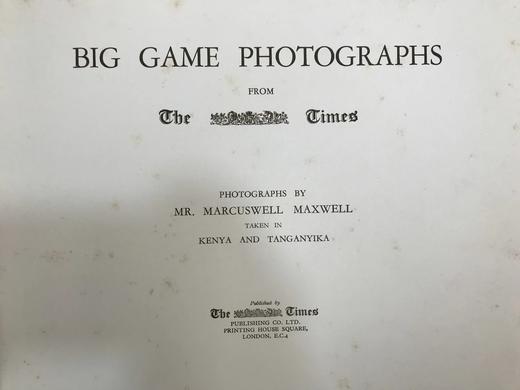 BIG GAME PHOTOGRAPHS
FROM
The Times
PHOTOGRAPHS BY
MR. MARCUSWELL MAXWELL
TAKEN IN
KENYA AND TANGANYIKA
Published by
The Times
PUBLISHING CO. LTD.
PRINTING HOUSE SQUARE,
LONDON, E.C.4